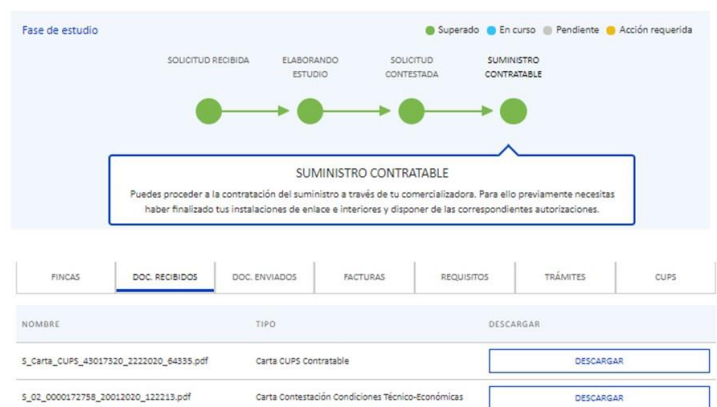 Fase de estudio
Superado En curso Pendiente Acción requerida
SOLICITUD RECIBIDA
ELABORANDO
ESTUDIO
SOLICITUD
CONTESTADA
SUMINISTRO
CONTRATABLE
SUMINISTRO CONTRATABLE
Puedes proceder a la contratación del suministro a través de tu comercializadora. Para ello previamente necesitas
haber finalizado tus instalaciones de enlace e interiores y disponer de las correspondientes autorizaciones.
FINCAS DOC. RECIBIDOS DOC. ENVIADOS FACTURAS REQUISITOS TRÁMITES CUPS
NOMBRE TIPO DESCARGAR
S_Carta_CUPS_43017320_2222020_64335.pdf Carta CUPS Contratable DESCARGAR
S_02_0000172758_20012020_122213.pdf Carta Contestación Condiciones Técnico-Económicas DESCARGAR